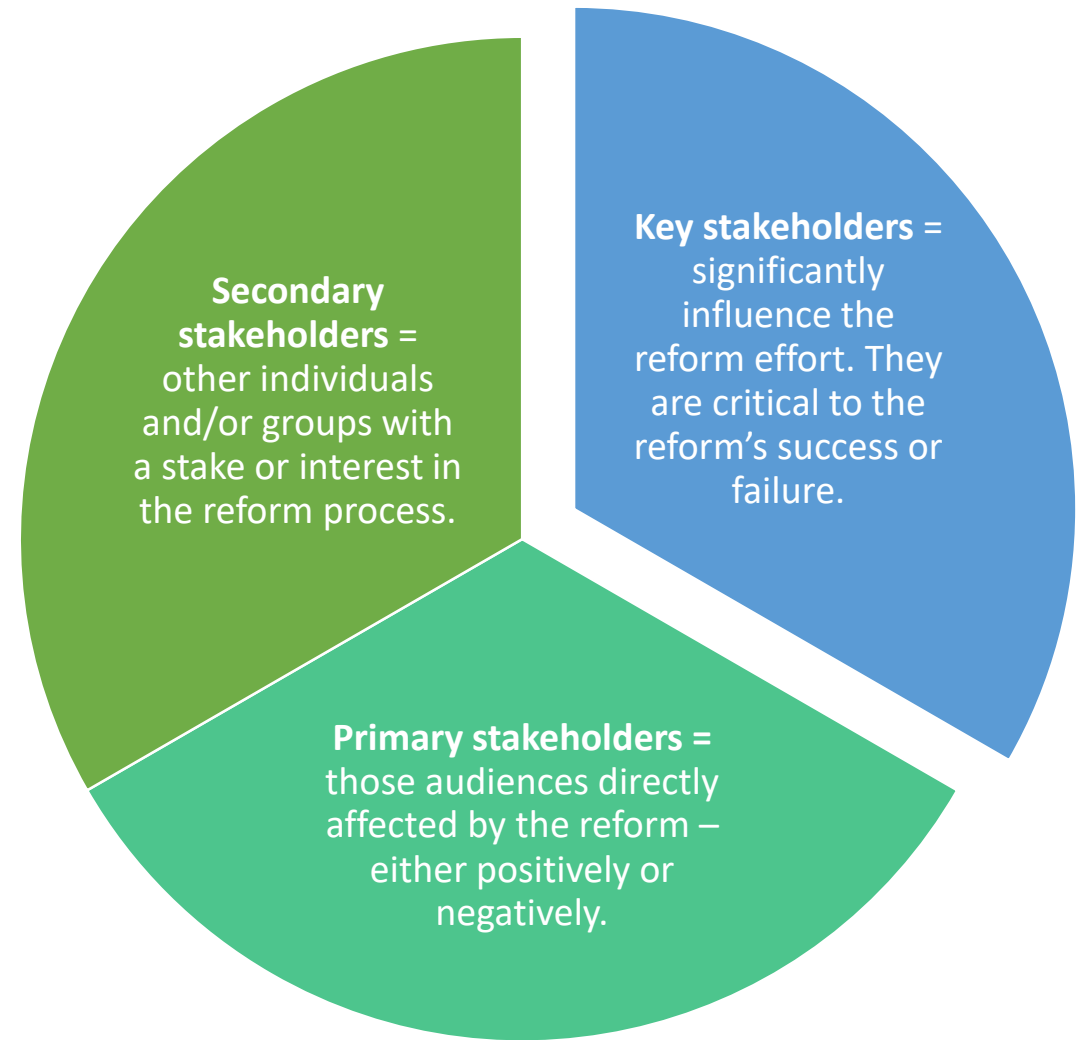 Key stakeholders =
significantly
influence the
reform effort. They
are critical to the
reform’s success or
failure.
Primary stakeholders =
those audiences directly
affected by the reform –
either positively or
negatively.
Secondary
stakeholders =
other individuals
and/or groups with
a stake or interest in
the reform process.